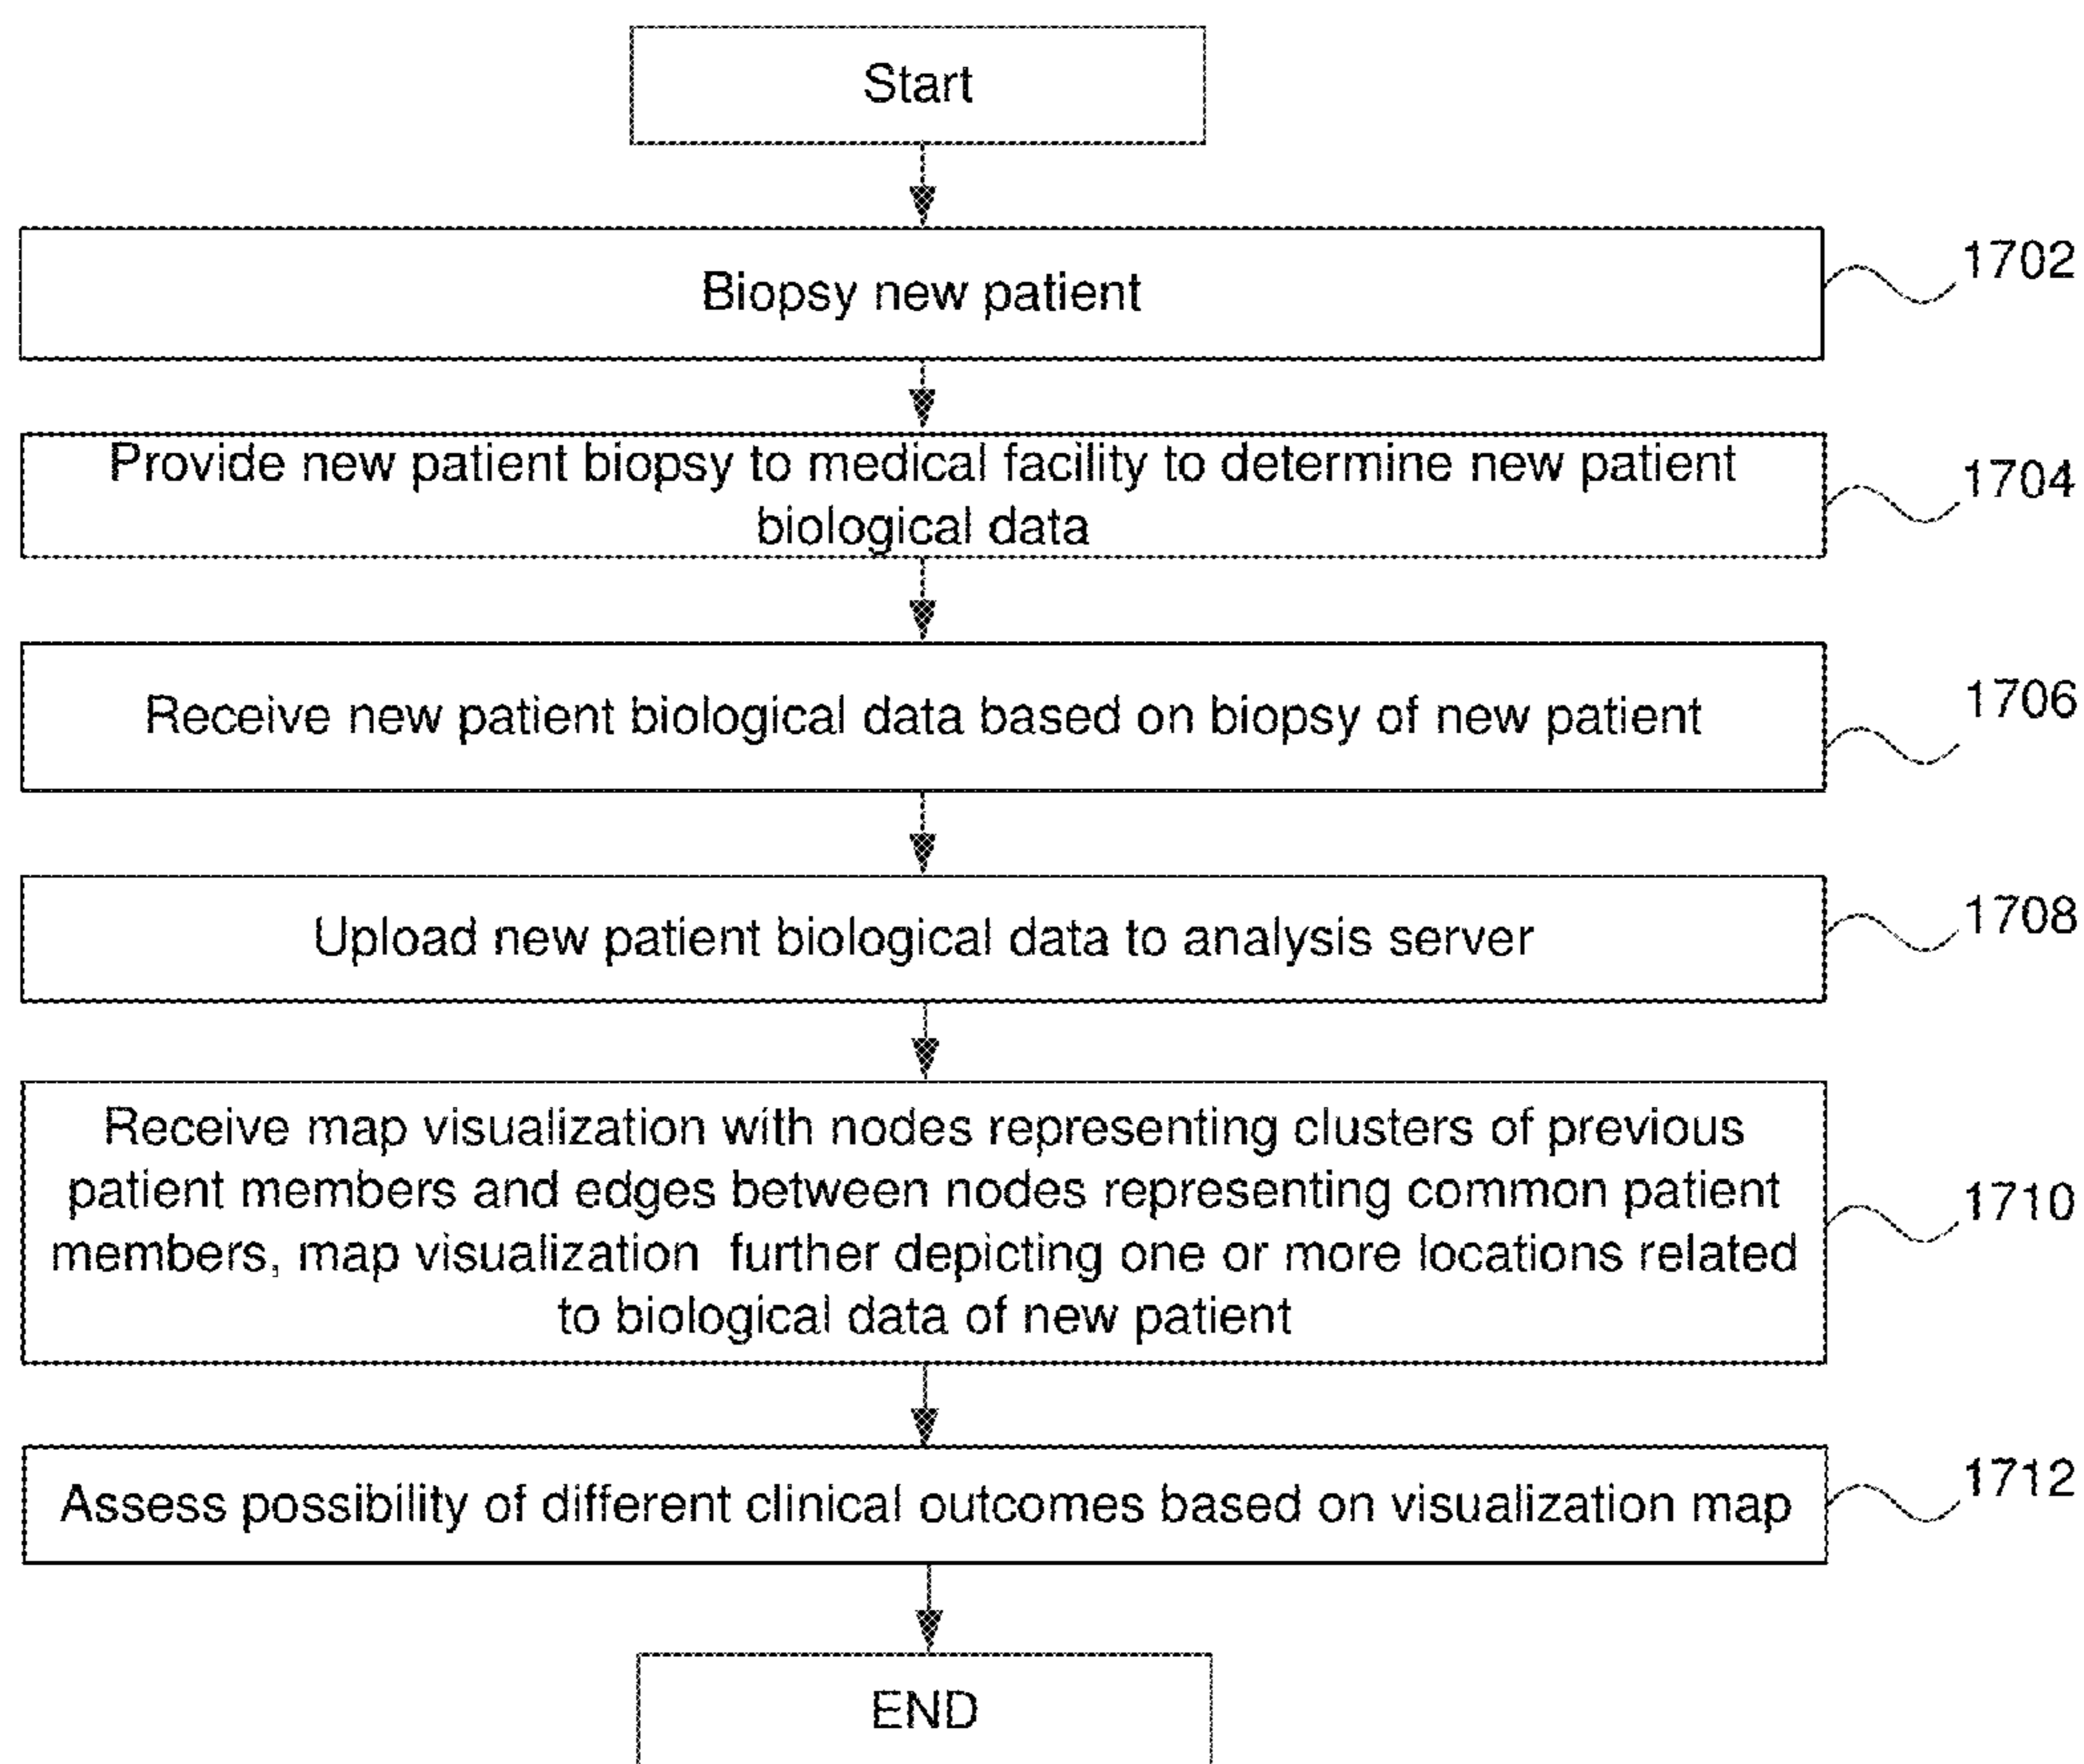 Start
Biopsy new patient
1702
Provide new patient biopsy to medical facility to determine new patient
biological data
1704
Receive new patient biological data based on biopsy of new patient
1706
Upload new patient biological data to analysis server
1708
Receive map visualization with nodes representing clusters of previous
patient members and edges between nodes representing common patient
members, map visualization further depicting one or more locations related
to biological data of new patient
1710
Assess possibility of different clinical outcomes based on visualization map
1712
END